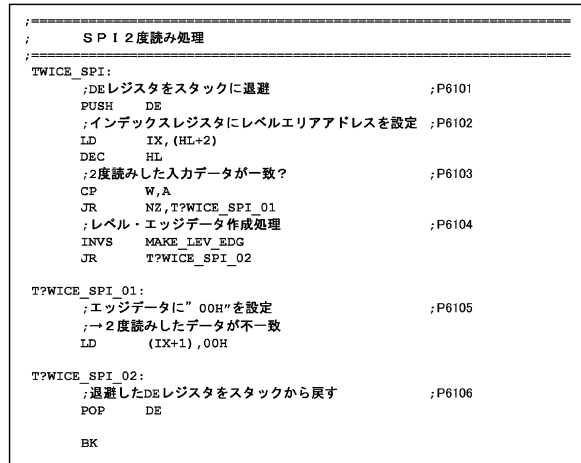 ;===============================================================
;　　　ＳＰＩ２度読み処理
;===============================================================
TWICE_SPI:
;DEレジスタをスタックに退避 ;P6101
PUSH DE
;インデックスレジスタにレベルエリアアドレスを設定 ;P6102
LD IX,(HL+2)
DEC HL
;2度読みした入力データが一致？ ;P6103
CP W,A
JR NZ,T?WICE_SPI_01
;レベル・エッジデータ作成処理 ;P6104
INVS MAKE_LEV_EDG
JR T?WICE_SPI_02
T?WICE_SPI_01:
;エッジデータに”00H”を設定 ;P6105
;→２度読みしたデータが不一致
LD (IX+1),00H
T?WICE_SPI_02:
;退避したDEレジスタをスタックから戻す ;P6106
POP DE
BK